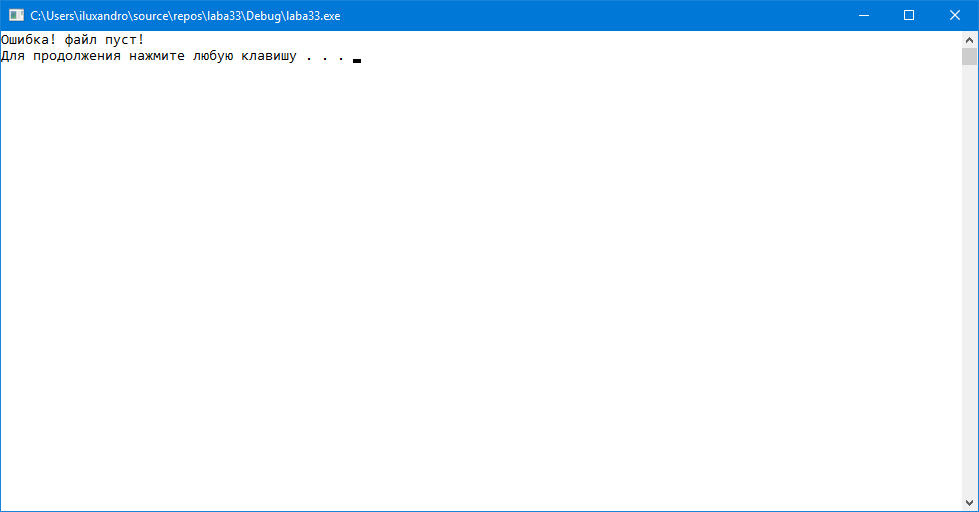 C:\Users\iluxandro\source\repos\laba33\Debug\laba33.exe
Ошибка! файл пуст!
Для продолжения нажмите любую клавишу . . .